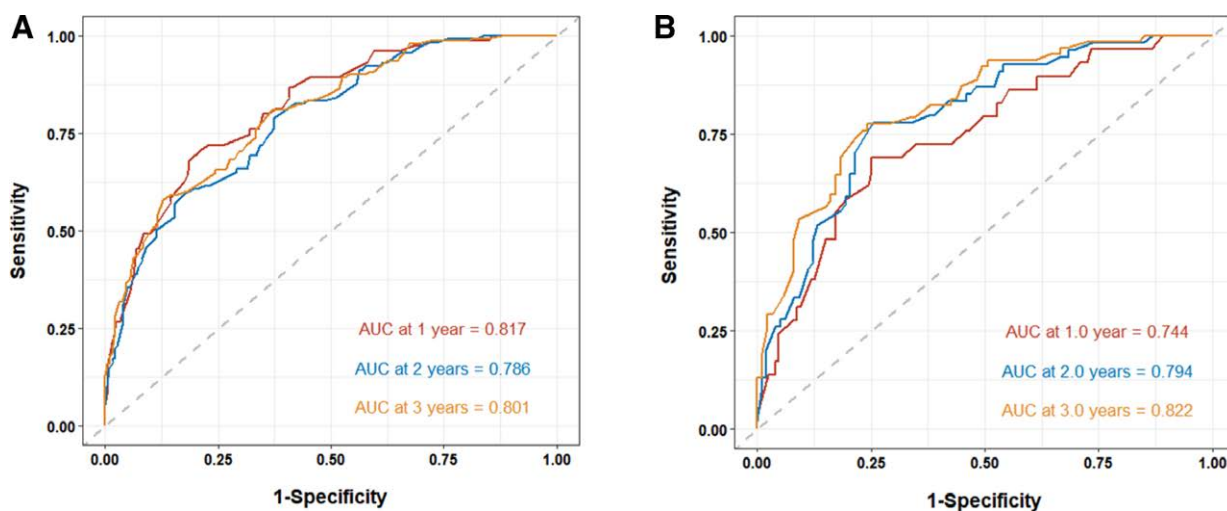 A
1.00
0.75
0.50
0.25
0.00
Sensitivity
AUC at 1 year = 0.817
AUC at 2 years = 0.786
AUC at 3 years = 0.801
0.00 0.25 0.50 0.75 1.00
1-Specificity
B
1.00
0.75
0.50
0.25
0.00
Sensitivity
AUC at 1.0 year = 0.744
AUC at 2.0 years = 0.794
AUC at 3.0 years = 0.822
0.00 0.25 0.50 0.75 1.00
1-Specificity